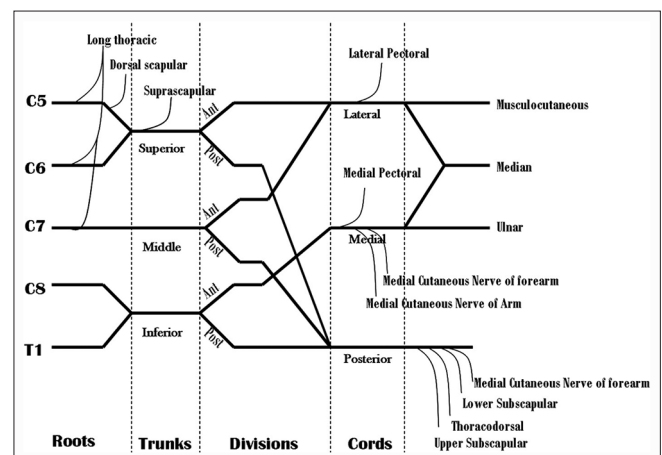 Long thoracic
Dorsal scapular
Suprascapular
Lateral Pectoral
C5
Ant
Lateral
Musculocutaneous
Superior
Post
C6
Medial Pectoral
Median
Ant
C7
Middle
Post
Medial
Ulnar
C8
Ant
Medial Cutaneous Nerve of forearm
Medial Cutaneous Nerve of Arm
Inferior
Post
T1
Posterior
Medial Cutaneous Nerve of forearm
Lower Subscapular
Thoracodorsal
Upper Subscapular
Roots
Trunks
Divisions
Cords